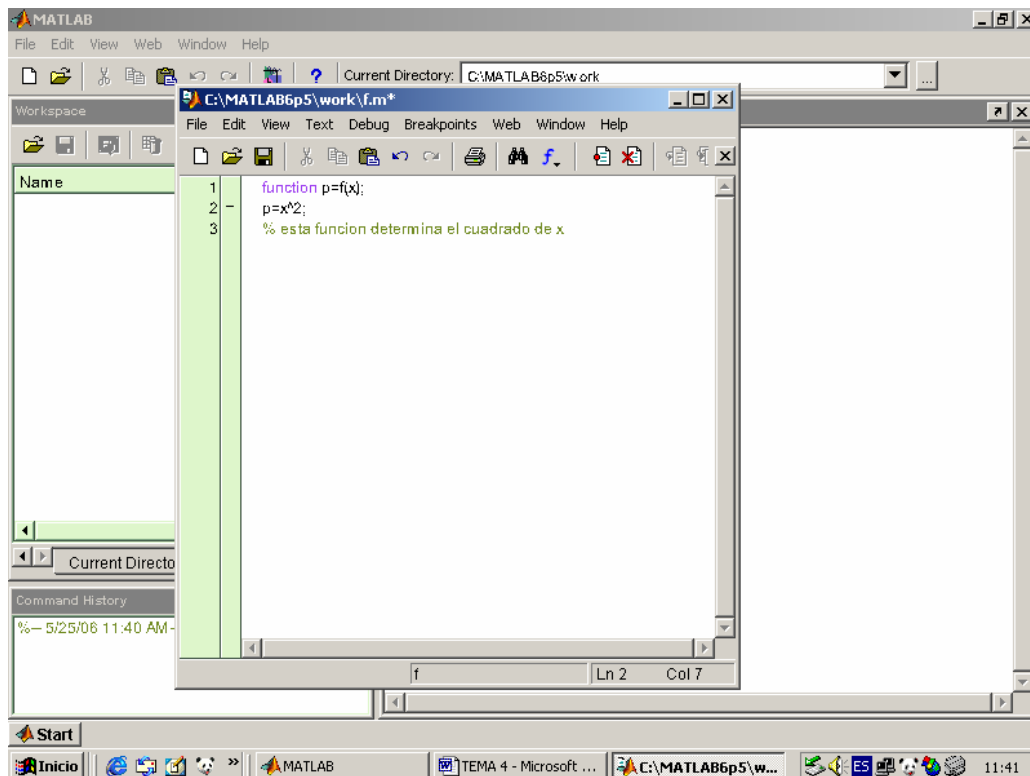 MATLAB
File Edit View Web Window Help
Current Directory: C:\MATLAB6p5\work ...
Workspace
Name
C:\MATLAB6p5\work\f.m*
File Edit View Text Debug Breakpoints Web Window Help
1 function p=f(x);
2 – p=x^2;
3 % esta funcion determina el cuadrado de x
Current Directo
Command History
%-- 5/25/06 11:40 AM -
f Ln 2 Col 7
Start
Inicio » MATLAB TEMA 4 - Microsoft ... C:\MATLAB6p5\w... ES 11:41